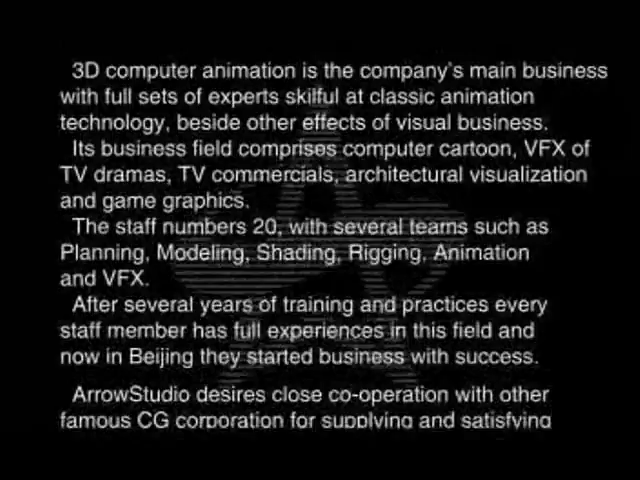 3D computer animation is the company's main business
with full sets of experts skilful at classic animation
technology, beside other effects of visual business.
Its business field comprises computer cartoon, VFX of
TV dramas, TV commercials, architectural visualization
and game graphics.
The staff numbers 20, with several teams such as
Planning, Modeling, Shading, Rigging, Animation
and VFX.
After several years of training and practices every
staff member has full experiences in this field and
now in Beijing they started business with success.
ArrowStudio desires close co-operation with other
famous CG corporation for supplying and satisfying